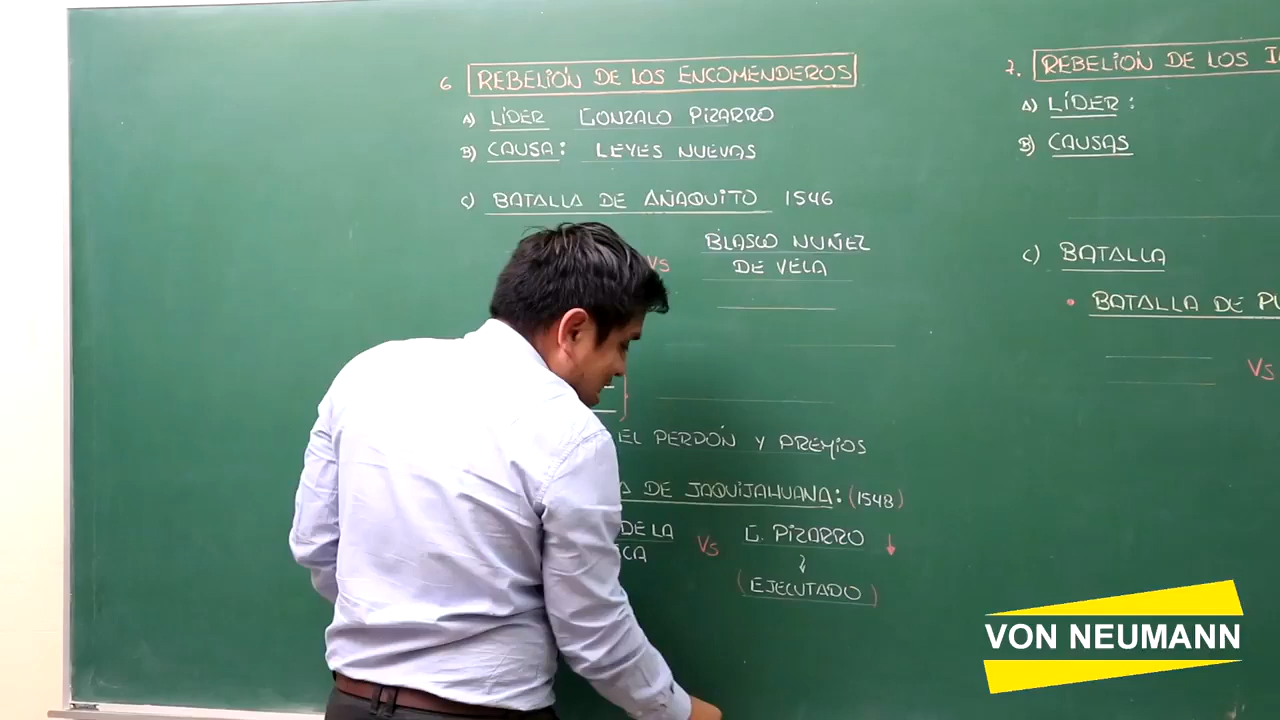 6 REBELIÓN DE LOS ENCOMENDEROS
A) LÍDER GONZALO PIZARRO
B) CAUSA: LEYES NUEVAS
C) BATALLA DE AÑAQUITO 1546
VS BLASCO NUÑEZ
DE VELA
EL PERDÓN Y PREMIOS
DE JAQUIJAHUANA: (1548)
DE LA VS G. PIZARRO
(EJECUTADO)
7. REBELIÓN DE LOS
A) LÍDER:
B) CAUSAS
C) BATALLA
• BATALLA DE
VS
VON NEUMANN